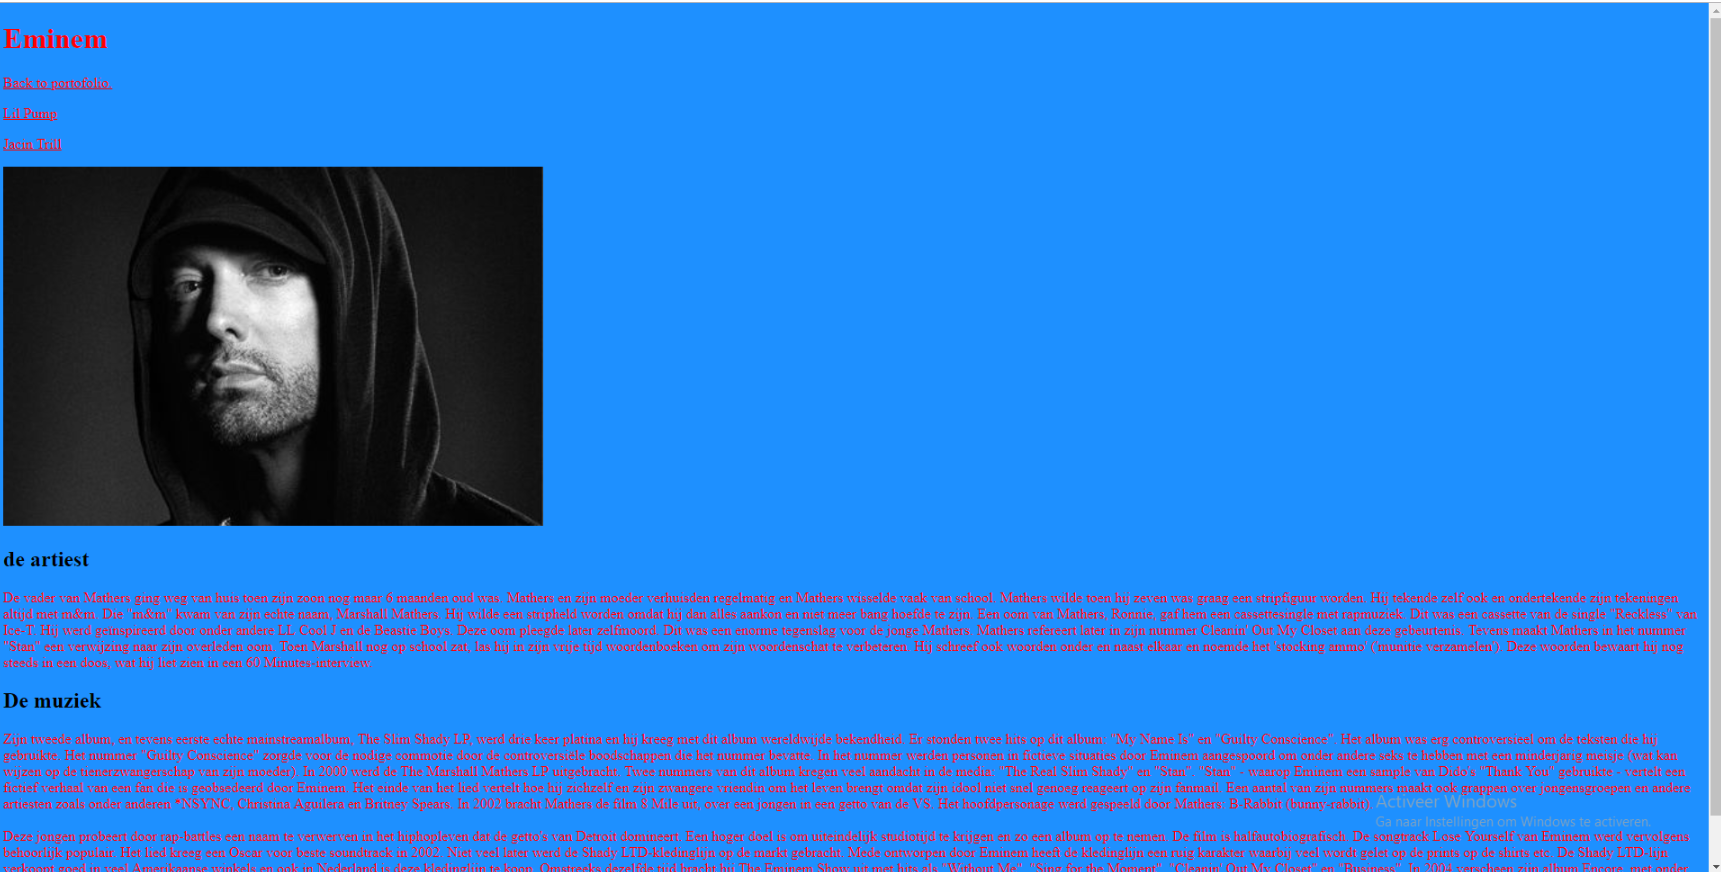 Eminem
Back to portofolio.
Lil Pump
Jacin Trill
de artiest
De vader van Mathers ging weg van huis toen zijn zoon nog maar 6 maanden oud was. Mathers en zijn moeder verhuisden regelmatig en Mathers wisselde vaak van school. Mathers wilde toen hij zeven was graag een stripfiguur worden. Hij tekende zelf ook en ondertekende zijn tekeningen
altijd met m&m. Die "m&m" kwam van zijn echte naam, Marshall Mathers. Hij wilde een stripheld worden omdat hij dan alles aankon en niet meer bang hoefde te zijn. Een oom van Mathers, Ronnie, gaf hem een cassettesingle met rapmuziek. Dit was een cassette van de single "Reckless" van
Ice-T. Hij werd geïnspireerd door onder andere LL Cool J en de Beastie Boys. Deze oom pleegde later zelfmoord. Dit was een enorme tegenslag voor de jonge Mathers. Mathers refereert later in zijn nummer Cleanin' Out My Closet aan deze gebeurtenis. Tevens maakt Mathers in het nummer
"Stan" een verwijzing naar zijn overleden oom. Toen Marshall nog op school zat, las hij in zijn vrije tijd woordenboeken om zijn woordenschat te verbeteren. Hij schreef ook woorden onder en naast elkaar en noemde het 'stocking ammo' ('munitie verzamelen'). Deze woorden bewaart hij nog
steeds in een doos, wat hij liet zien in een 60 Minutes-interview.
De muziek
Zijn tweede album, en tevens eerste echte mainstreamalbum, The Slim Shady LP, werd drie keer platina en hij kreeg met dit album wereldwijde bekendheid. Er stonden twee hits op dit album: "My Name Is" en "Guilty Conscience". Het album was erg controversieel om de teksten die hij
gebruikte. Het nummer "Guilty Conscience" zorgde voor de nodige commotie door de controversiële boodschappen die het nummer bevatte. In het nummer werden personen in fictieve situaties door Eminem aangespoord om onder andere seks te hebben met een minderjarig meisje (wat kan
wijzen op de tienerzwangerschap van zijn moeder). In 2000 werd de The Marshall Mathers LP uitgebracht. Twee nummers van dit album kregen veel aandacht in de media: "The Real Slim Shady" en "Stan". "Stan" - waarop Eminem een sample van Dido's "Thank You" gebruikte - vertelt een
fictief verhaal van een fan die is geobsedeerd door Eminem. Het einde van het lied vertelt hoe hij zichzelf en zijn zwangere vriendin om het leven brengt omdat zijn idool niet snel genoeg reageert op zijn fanmail. Een aantal van zijn nummers maakt ook grappen over jongensgroepen en andere
artiesten zoals onder anderen *NSYNC, Christina Aguilera en Britney Spears. In 2002 bracht Mathers de film 8 Mile uit, over een jongen in een getto van de VS. Het hoofdpersonage werd gespeeld door Mathers: B-Rabbit (bunny-rabbit).
Activeer Windows
Ga naar Instellingen om Windows te activeren.
Deze jongen probeert door rap-battles een naam te verwerven in het hiphopleven dat de getto's van Detroit domineert. Een hoger doel is om uiteindelijk studiotijd te krijgen en zo een album op te nemen. De film is halfautobiografisch. De songtrack Lose Yourself van Eminem werd vervolgens
behoorlijk populair. Het lied kreeg een Oscar voor beste soundtrack in 2002. Niet veel later werd de Shady LTD-kledinglijn op de markt gebracht. Mede ontworpen door Eminem heeft de kledinglijn een ruig karakter waarbij veel wordt gelet op de prints op de shirts etc. De Shady LTD-lijn
verkoopt goed in veel Amerikaanse winkels en ook in Nederland is deze kledinglijn te koop. Omstreeks dezelfde tijd bracht hij The Eminem Show uit met hits als "Without Me", "Sing for the Moment", "Cleanin' Out My Closet" en "Business". In 2004 verscheen zijn album Encore, met onder